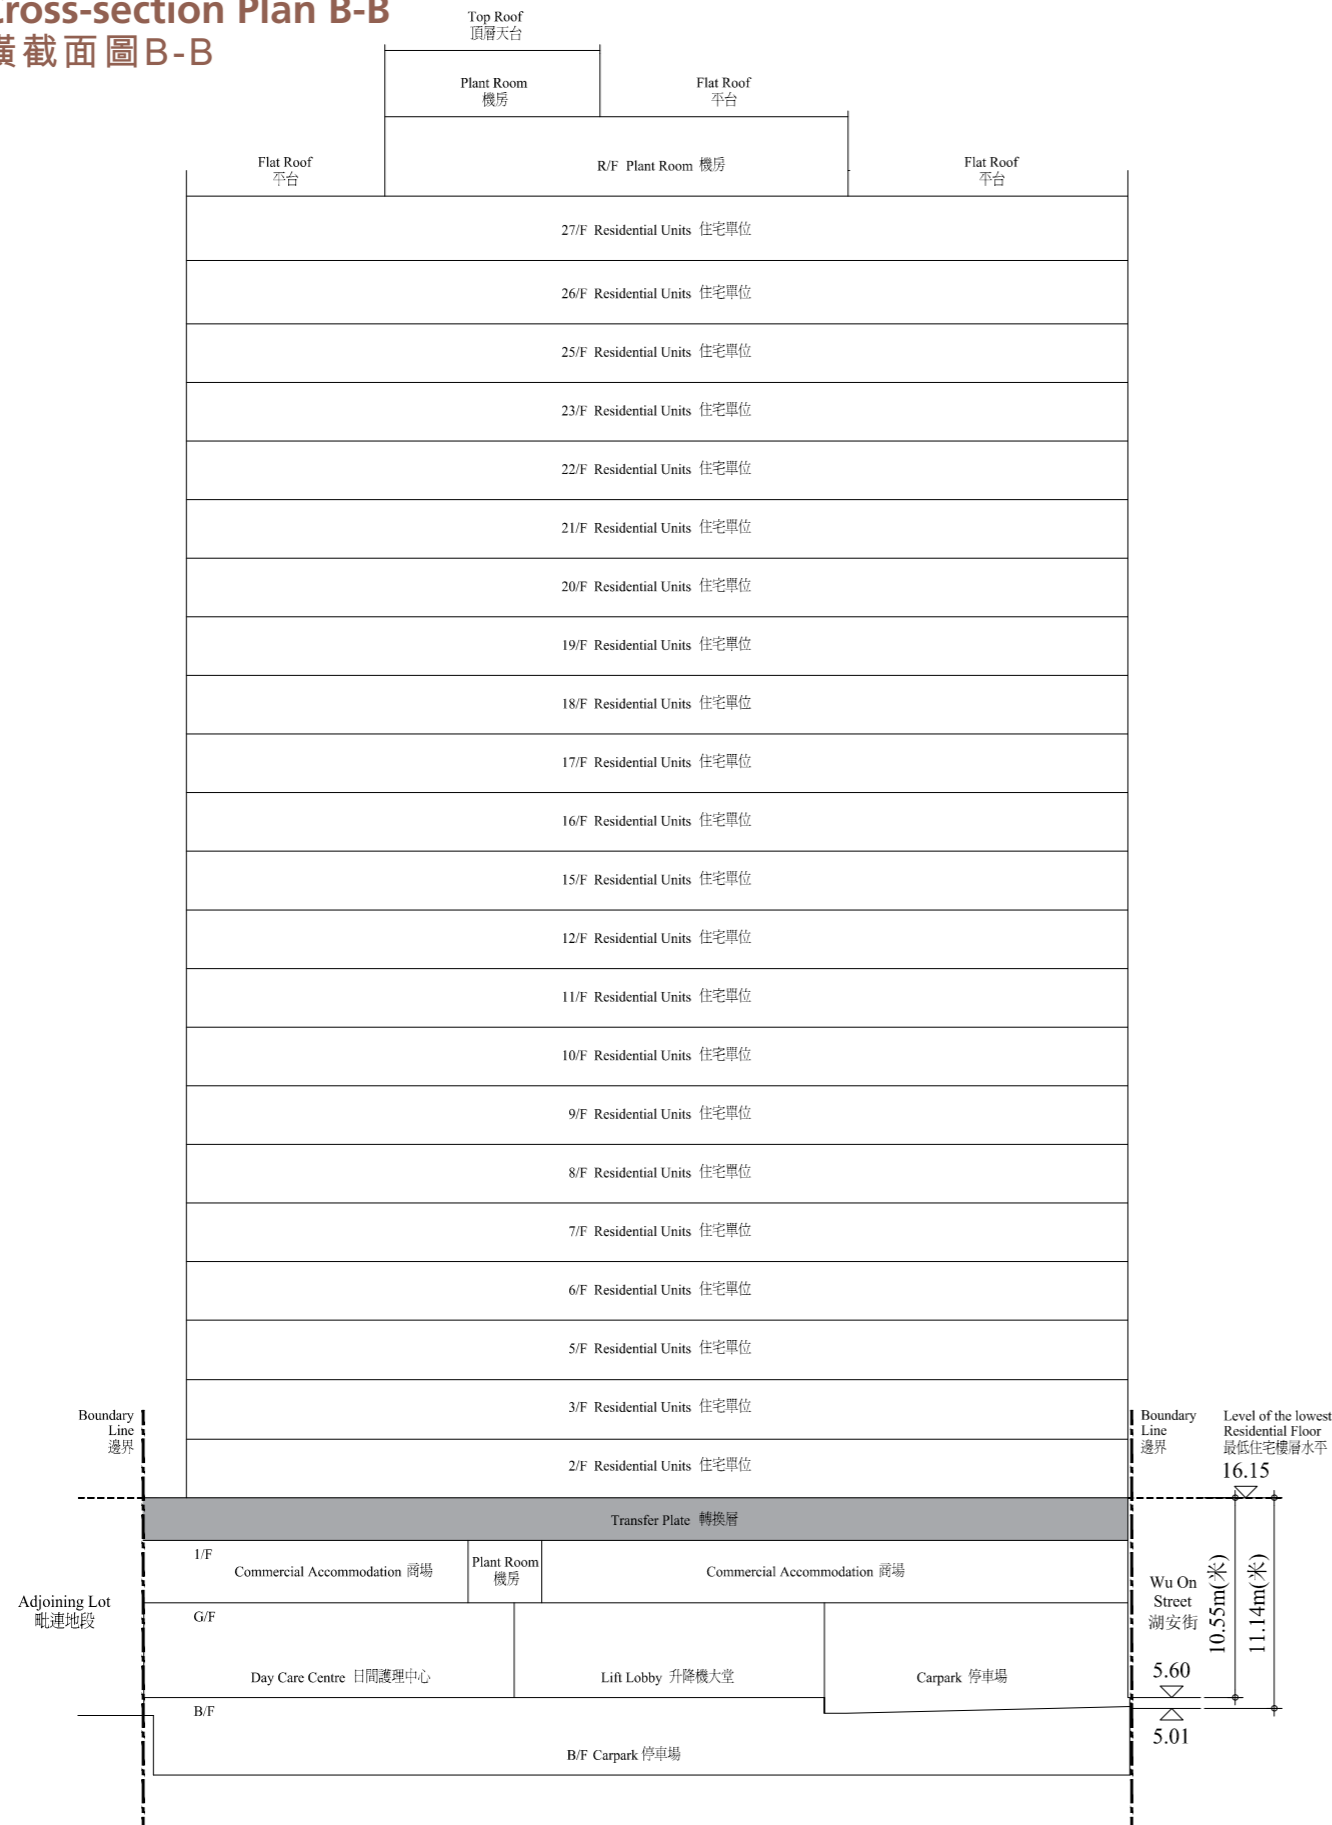 Cross-section Plan B-B
橫截面圖B-B
Top Roof
頂層天台
Plant Room
機房
Flat Roof
平台
Flat Roof
平台
R/F Plant Room 機房
Flat Roof
平台
27/F Residential Units 住宅單位
26/F Residential Units 住宅單位
25/F Residential Units 住宅單位
23/F Residential Units 住宅單位
22/F Residential Units 住宅單位
21/F Residential Units 住宅單位
20/F Residential Units 住宅單位
19/F Residential Units 住宅單位
18/F Residential Units 住宅單位
17/F Residential Units 住宅單位
16/F Residential Units 住宅單位
15/F Residential Units 住宅單位
12/F Residential Units 住宅單位
11/F Residential Units 住宅單位
10/F Residential Units 住宅單位
9/F Residential Units 住宅單位
8/F Residential Units 住宅單位
7/F Residential Units 住宅單位
6/F Residential Units 住宅單位
5/F Residential Units 住宅單位
3/F Residential Units 住宅單位
2/F Residential Units 住宅單位
Boundary
Line
邊界
Boundary
Line
邊界
Level of the lowest
Residential Floor
最低住宅樓層水平
16.15
Transfer Plate 轉換層
1/F
Commercial Accommodation 商場
Plant Room
機房
Commercial Accommodation 商場
Adjoining Lot
毗連地段
G/F
Day Care Centre 日間護理中心
Lift Lobby 升降機大堂
Carpark 停車場
Wu On
Street
湖安街
10.55m(米)
11.14m(米)
5.60
5.01
B/F
B/F Carpark 停車場